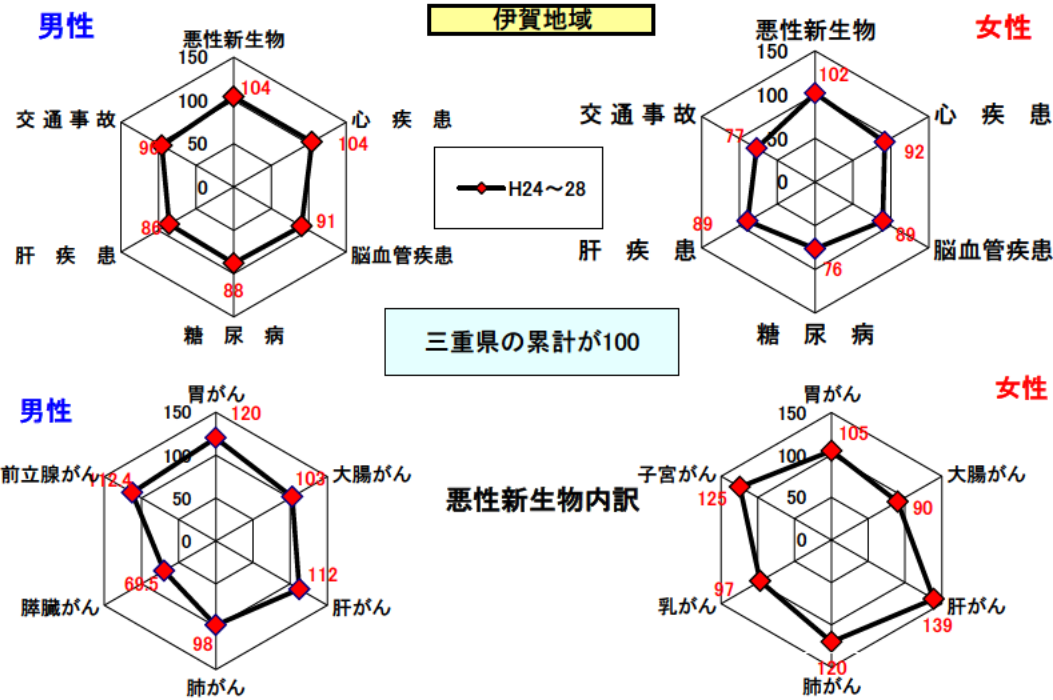 伊賀地域
男性
悪性新生物
150
104
100
50
0
交通事故
96
心疾患
104
肝疾患
86
脳血管疾患
91
88
糖尿病
H24～28
女性
悪性新生物
150
102
100
50
0
交通事故
77
心疾患
92
肝疾患
89
脳血管疾患
89
76
糖尿病
三重県の累計が100
男性
胃がん
150
120
100
50
0
前立腺がん
112.4
大腸がん
103
膵臓がん
69.5
肝がん
112
98
肺がん
悪性新生物内訳
女性
胃がん
150
105
100
50
0
子宮がん
125
大腸がん
90
乳がん
97
肝がん
139
120
肺がん